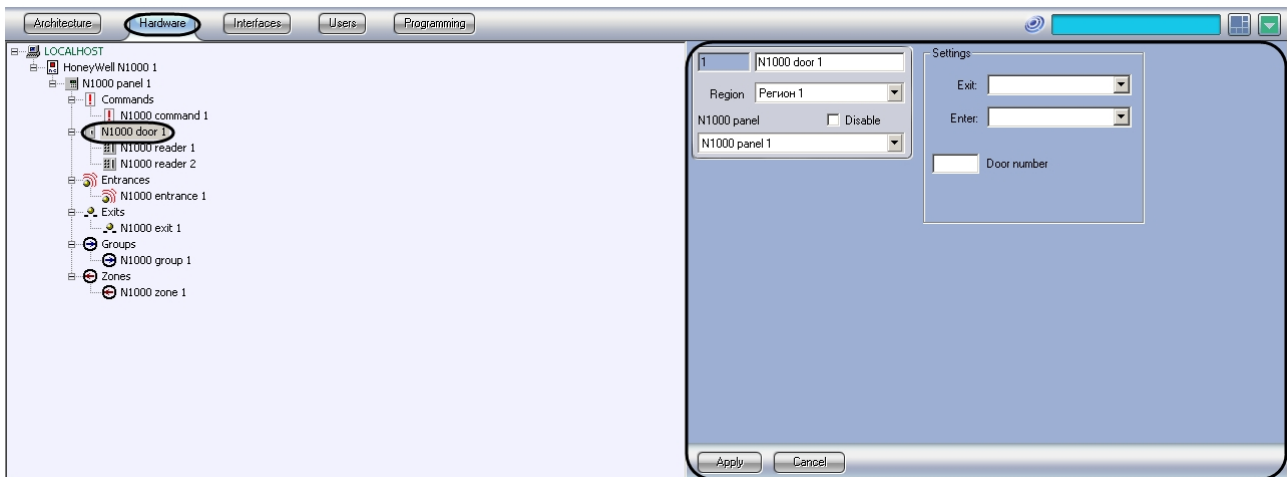 Architecture Hardware Interfaces Users Programming
LOCALHOST
HoneyWell N1000 1
N1000 panel 1
Commands
N1000 command 1
N1000 door 1
N1000 reader 1
N1000 reader 2
Entrances
N1000 entrance 1
Exits
N1000 exit 1
Groups
N1000 group 1
Zones
N1000 zone 1
1 N1000 door 1
Region Регион 1
N1000 panel Disable
N1000 panel 1
Settings
Exit:
Enter:
Door number
Apply Cancel